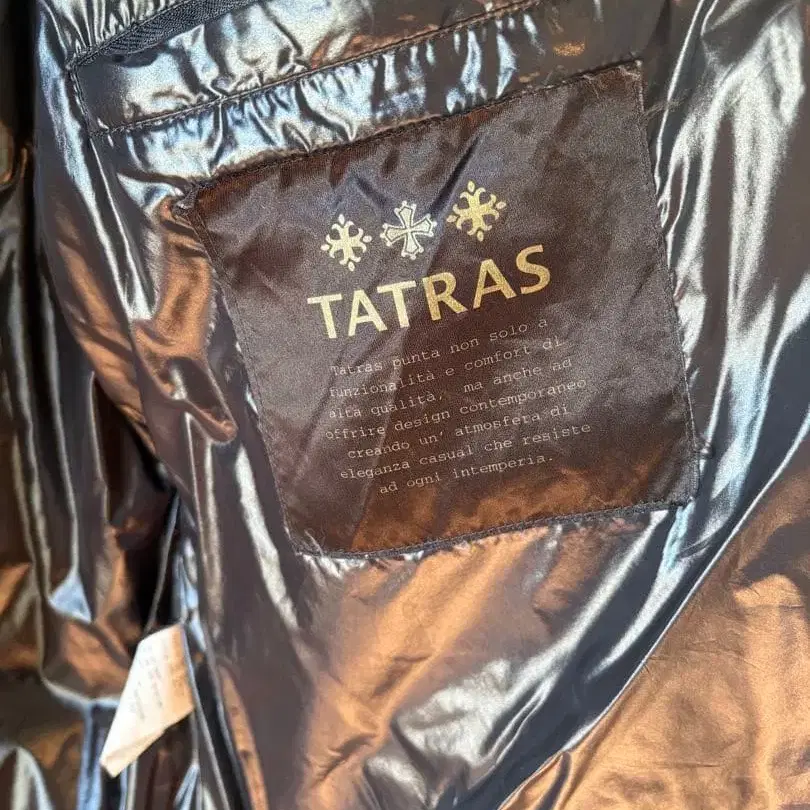 TATRAS
Tatras punta non solo a
funzionalità e comfort di
alta qualità, ma anche ad
offrire design contemporaneo
creando un' atmosfera di
eleganza casual che resiste
ad ogni intemperia.